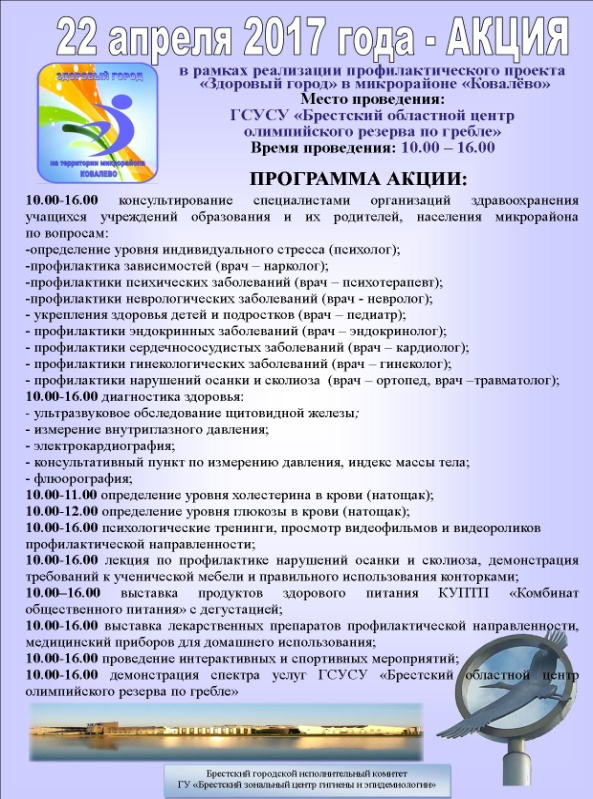 22 апреля 2017 года - АКЦИЯ
ЗДОРОВЫЙ ГОРОД
на территории микрорайона
КОВАЛЕВО
в рамках реализации профилактического проекта
«Здоровый город» в микрорайоне «Ковалёво»
Место проведения:
ГСУСУ «Брестский областной центр
олимпийского резерва по гребле»
Время проведения: 10.00 – 16.00
ПРОГРАММА АКЦИИ:
10.00-16.00 консультирование специалистами организаций здравоохранения
учащихся учреждений образования и их родителей, населения микрорайона
по вопросам:
-определение уровня индивидуального стресса (психолог);
-профилактика зависимостей (врач – нарколог);
-профилактики психических заболеваний (врач – психотерапевт);
-профилактики неврологических заболеваний (врач - невролог);
- укрепления здоровья детей и подростков (врач – педиатр);
- профилактики эндокринных заболеваний (врач – эндокринолог);
- профилактики сердечнососудистых заболеваний (врач – кардиолог);
- профилактики гинекологических заболеваний (врач – гинеколог);
- профилактики нарушений осанки и сколиоза (врач – ортопед, врач –травматолог);
10.00-16.00 диагностика здоровья:
- ультразвуковое обследование щитовидной железы;
- измерение внутриглазного давления;
- электрокардиография;
- консультативный пункт по измерению давления, индекс массы тела;
- флюорография;
10.00-11.00 определение уровня холестерина в крови (натощак);
10.00-12.00 определение уровня глюкозы в крови (натощак);
10.00-16.00 психологические тренинги, просмотр видеофильмов и видеороликов
профилактической направленности;
10.00-16.00 лекция по профилактике нарушений осанки и сколиоза, демонстрация
требований к ученической мебели и правильного использования конторками;
10.00–16.00 выставка продуктов здорового питания КУПТП «Комбинат
общественного питания» с дегустацией;
10.00-16.00 выставка лекарственных препаратов профилактической направленности,
медицинский приборов для домашнего использования;
10.00-16.00 проведение интерактивных и спортивных мероприятий;
10.00-16.00 демонстрация спектра услуг ГСУСУ «Брестский областной центр
олимпийского резерва по гребле»
Брестский городской исполнительный комитет
ГУ «Брестский зональный центр гигиены и эпидемиологии»